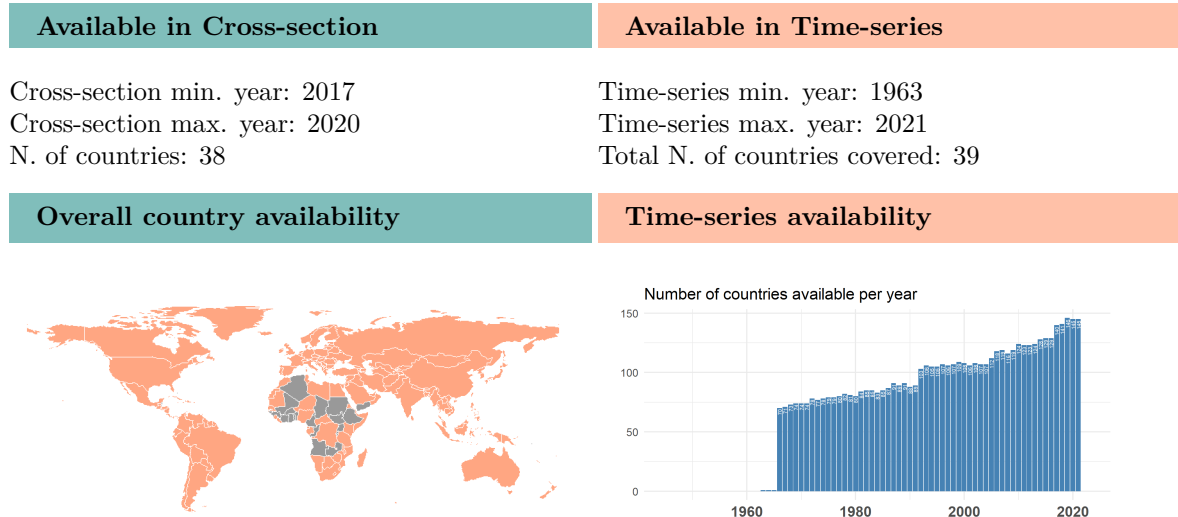 Available in Cross-section
Available in Time-series
Cross-section min. year: 2017
Cross-section max. year: 2020
N. of countries: 38
Time-series min. year: 1963
Time-series max. year: 2021
Total N. of countries covered: 39
Overall country availability
Time-series availability
Number of countries available per year
150
100
50
0
1960
1980
2000
2020